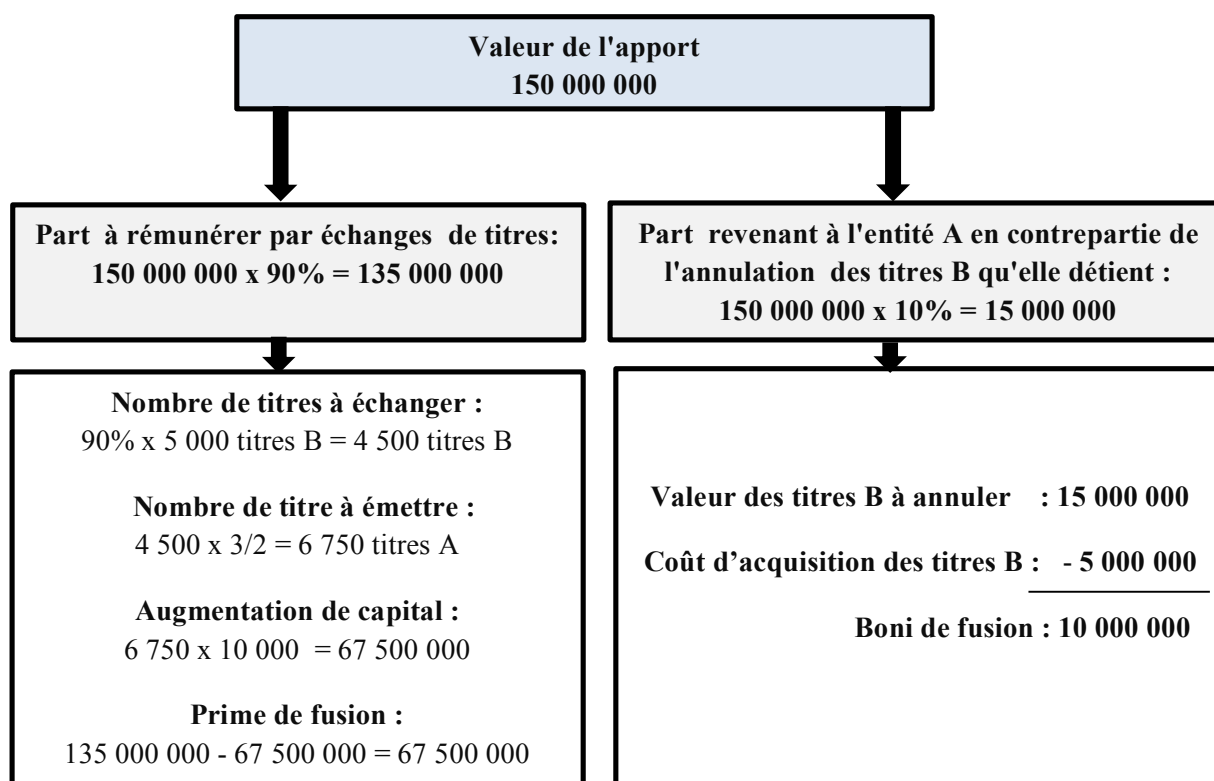 Valeur de l'apport
150 000 000
Part à rémunérer par échanges de titres:
150 000 000 x 90% = 135 000 000
Part revenant à l'entité A en contrepartie de
l'annulation des titres B qu'elle détient :
150 000 000 x 10% = 15 000 000
Nombre de titres à échanger :
90% x 5 000 titres B = 4 500 titres B
Nombre de titre à émettre :
4 500 x 3/2 = 6 750 titres A
Augmentation de capital :
6 750 x 10 000 = 67 500 000
Prime de fusion :
135 000 000 - 67 500 000 = 67 500 000
Valeur des titres B à annuler : 15 000 000
Coût d’acquisition des titres B : - 5 000 000
Boni de fusion : 10 000 000